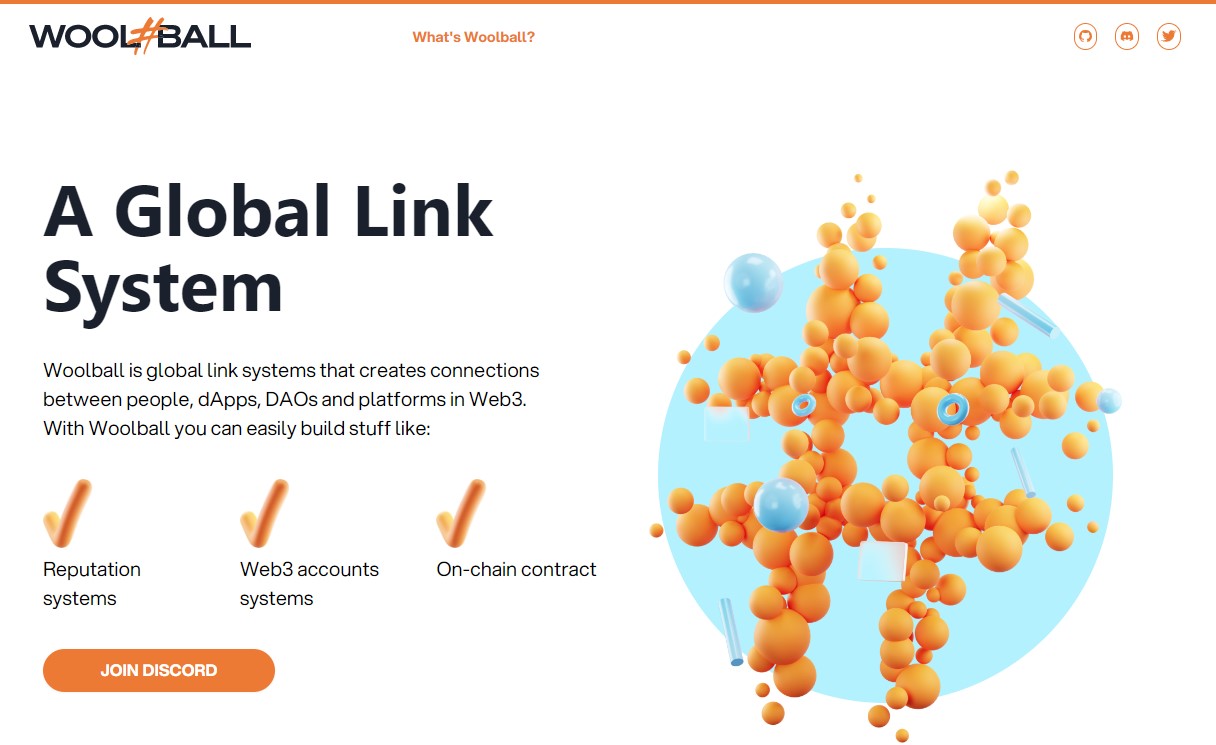 WOOL#BALL
What's Woolball?
A Global Link
System
Woolball is global link systems that creates connections
between people, dApps, DAOs and platforms in Web3.
With Woolball you can easily build stuff like:
Reputation
systems
Web3 accounts
systems
On-chain contract
JOIN DISCORD